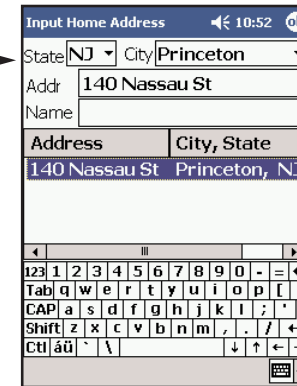 Input Home Address 10:52 ok
State NJ City Princeton
Addr 140 Nassau St
Name
Address City, State
140 Nassau St Princeton, NJ
123 1 2 3 4 5 6 7 8 9 0 - =
Tab q w e r t y u i o p [
CAP a s d f g h j k l ; '
Shift z x c v b n m , . /
Ctl áü ` \